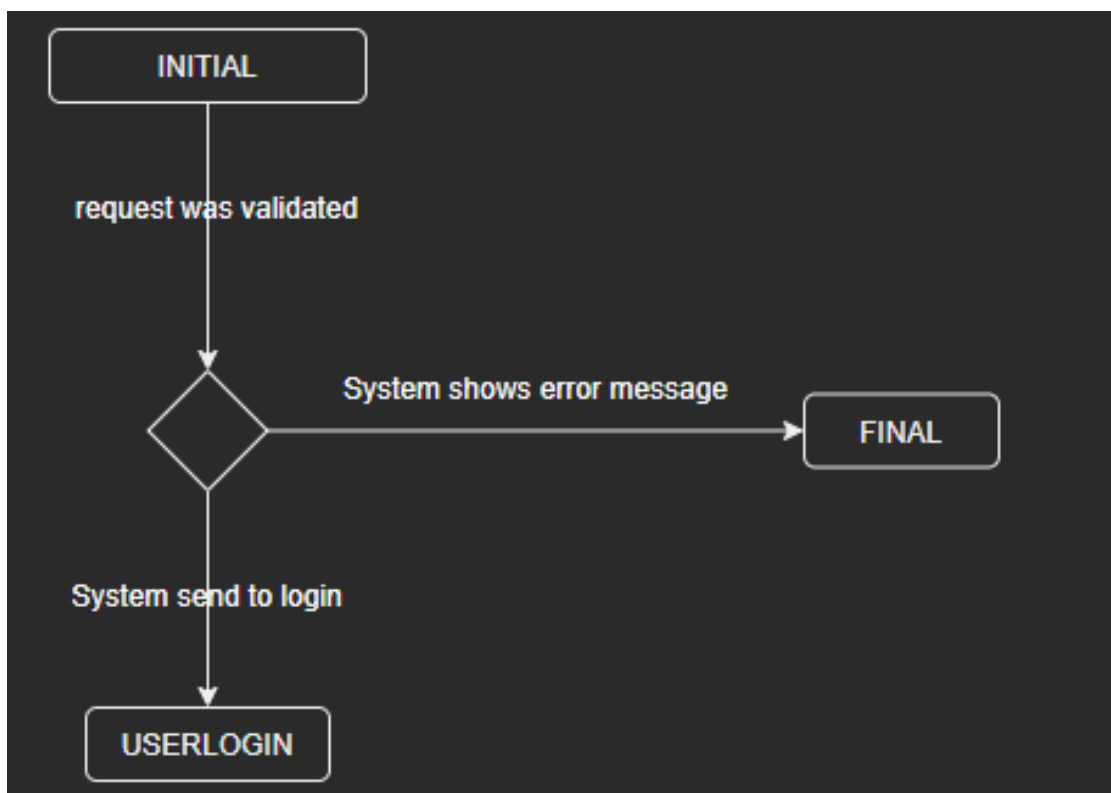 INITIAL
request was validated
System shows error message
FINAL
System send to login
USERLOGIN